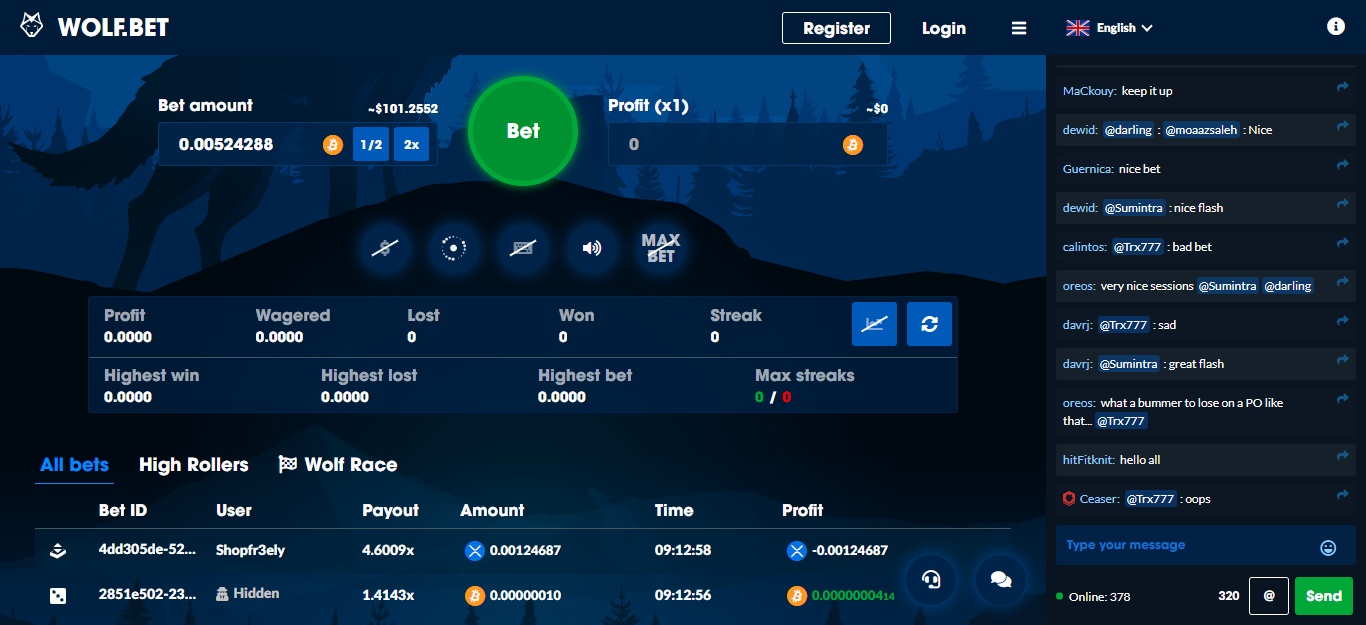 WOLF.BET
Register
Login
English
Bet amount
~$101.2552
0.00524288
1/2
2x
Bet
Profit (x1)
~$0
0
$
MAX
BET
Profit
0.0000
Wagered
0.0000
Lost
0
Won
0
Streak
0
Highest win
0.0000
Highest lost
0.0000
Highest bet
0.0000
Max streaks
0 / 0
All bets
High Rollers
Wolf Race
Bet ID User Payout Amount Time Profit
4dd305de-52... Shopfr3ely 4.6009x 0.00124687 09:12:58 -0.00124687
2851e502-23... Hidden 1.4143x 0.00000010 09:12:56 0.0000000414
MaCkouy: keep it up
dewid: @darling : @moaazsaleh : Nice
Guernica: nice bet
dewid: @Sumintra : nice flash
calintos: @Trx777 : bad bet
oreos: very nice sessions @Sumintra @darling
davrj: @Trx777 : sad
davrj: @Sumintra : great flash
oreos: what a bummer to lose on a PO like
that... @Trx777
hitFitknit: hello all
Ceaser: @Trx777 : oops
Type your message
Online: 378
320
@
Send